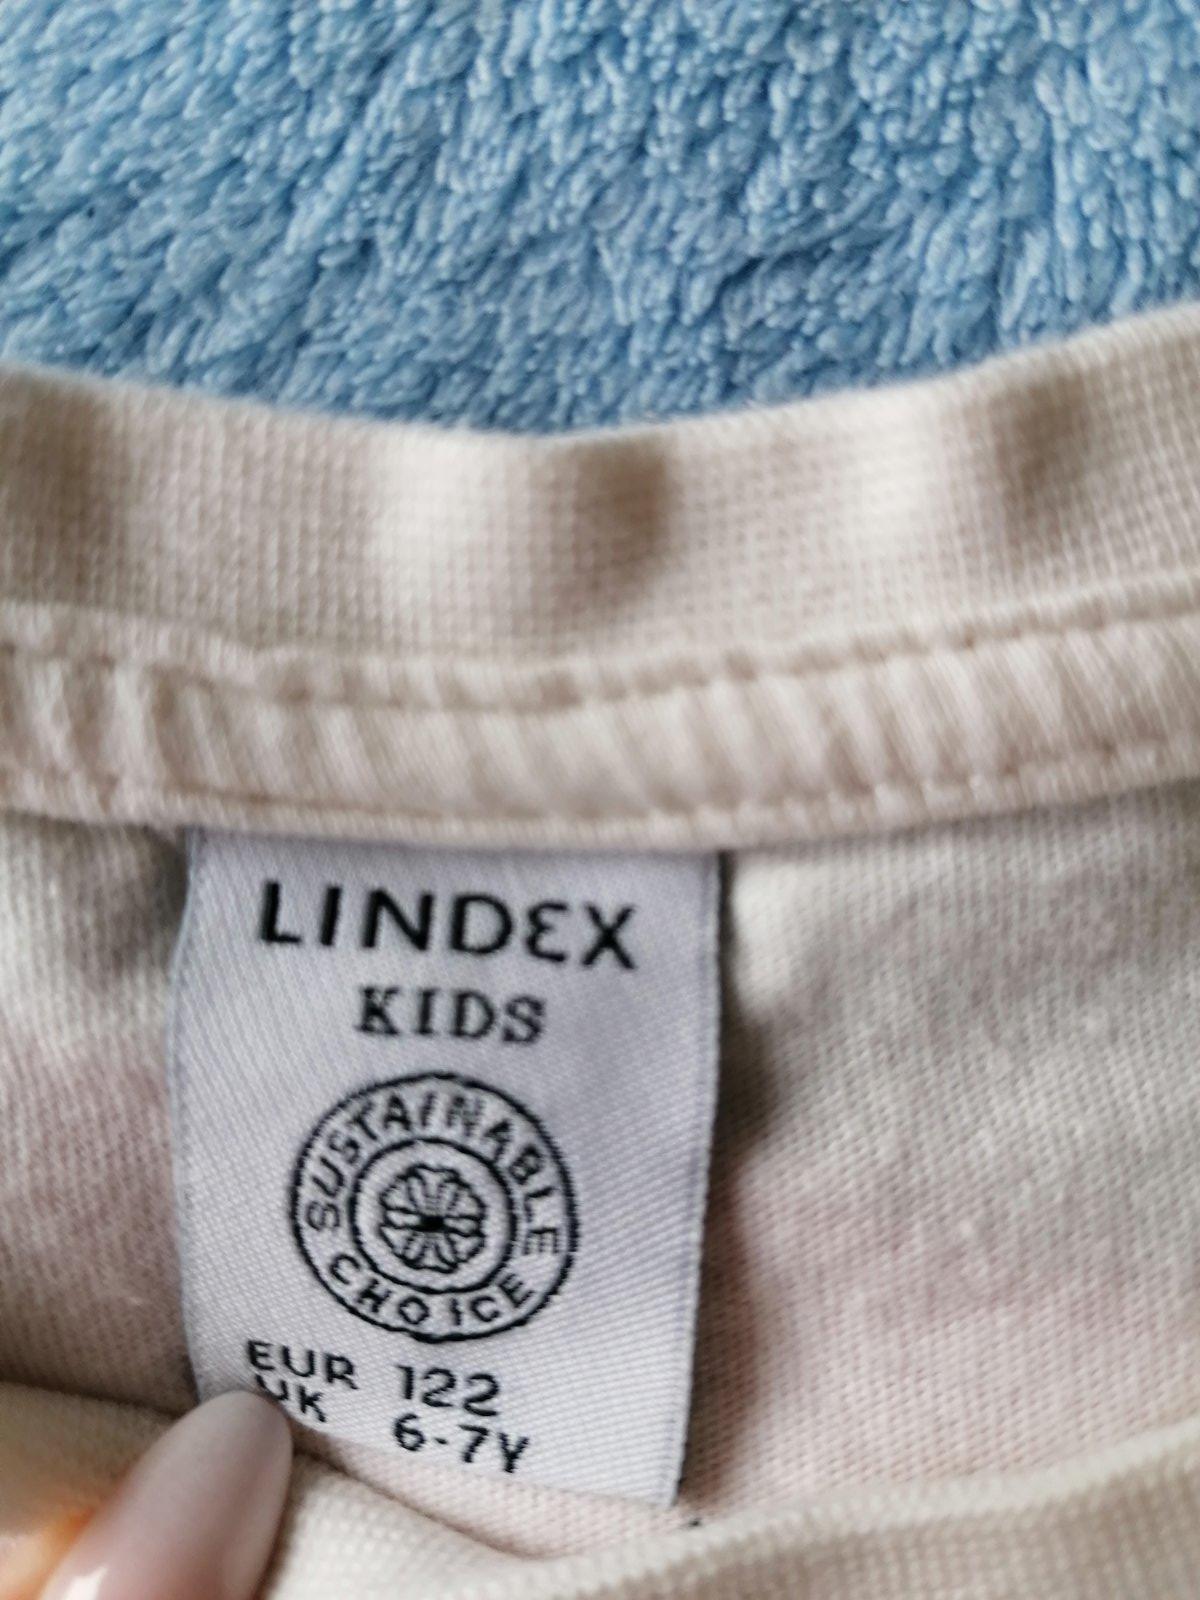 LINDEX
KIDS
SUSTAINABLE
CHOICE
EUR 122
UK 6-7Y